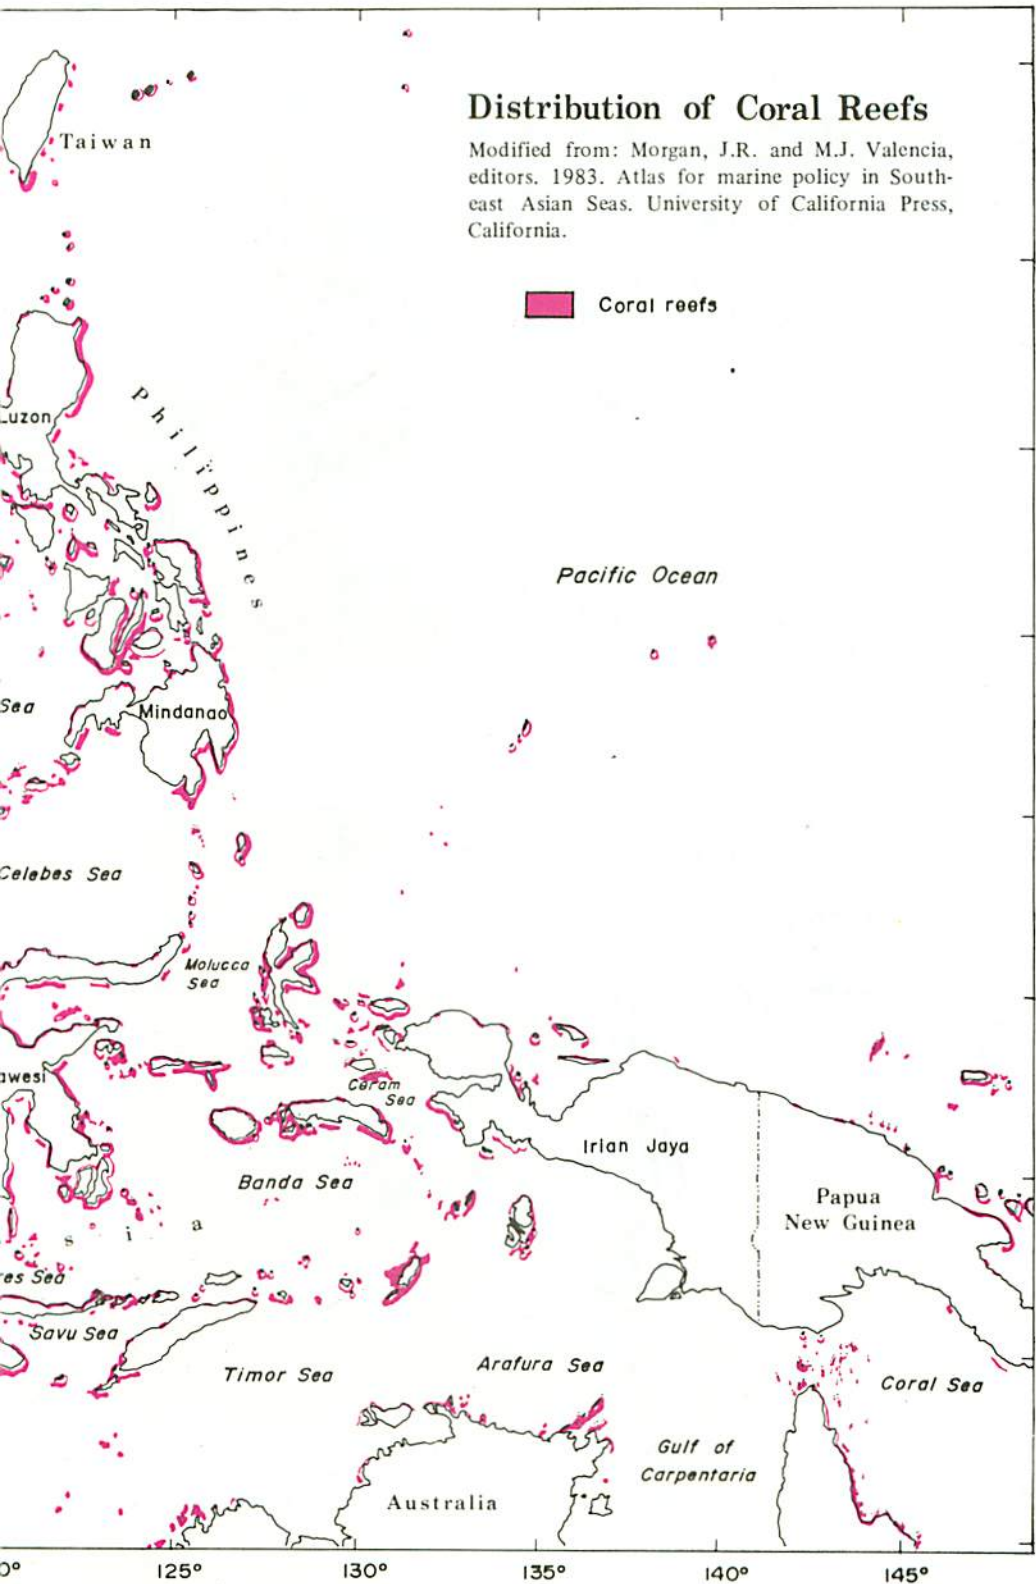 Distribution of Coral Reefs
Modified from: Morgan, J.R. and M.J. Valencia,
editors. 1983. Atlas for marine policy in South-
east Asian Seas. University of California Press,
California.
Taiwan
Coral reefs
Luzon
Philippines
Pacific Ocean
Sea
Mindanao
Celebes Sea
Molucca
Sea
awesi
Ceram
Sea
Irian Jaya
Banda Sea
Papua
New Guinea
s i a
res Sea
Savu Sea
Timor Sea
Arafura Sea
Coral Sea
Gulf of
Carpentaria
Australia
0° 125° 130° 135° 140° 145°